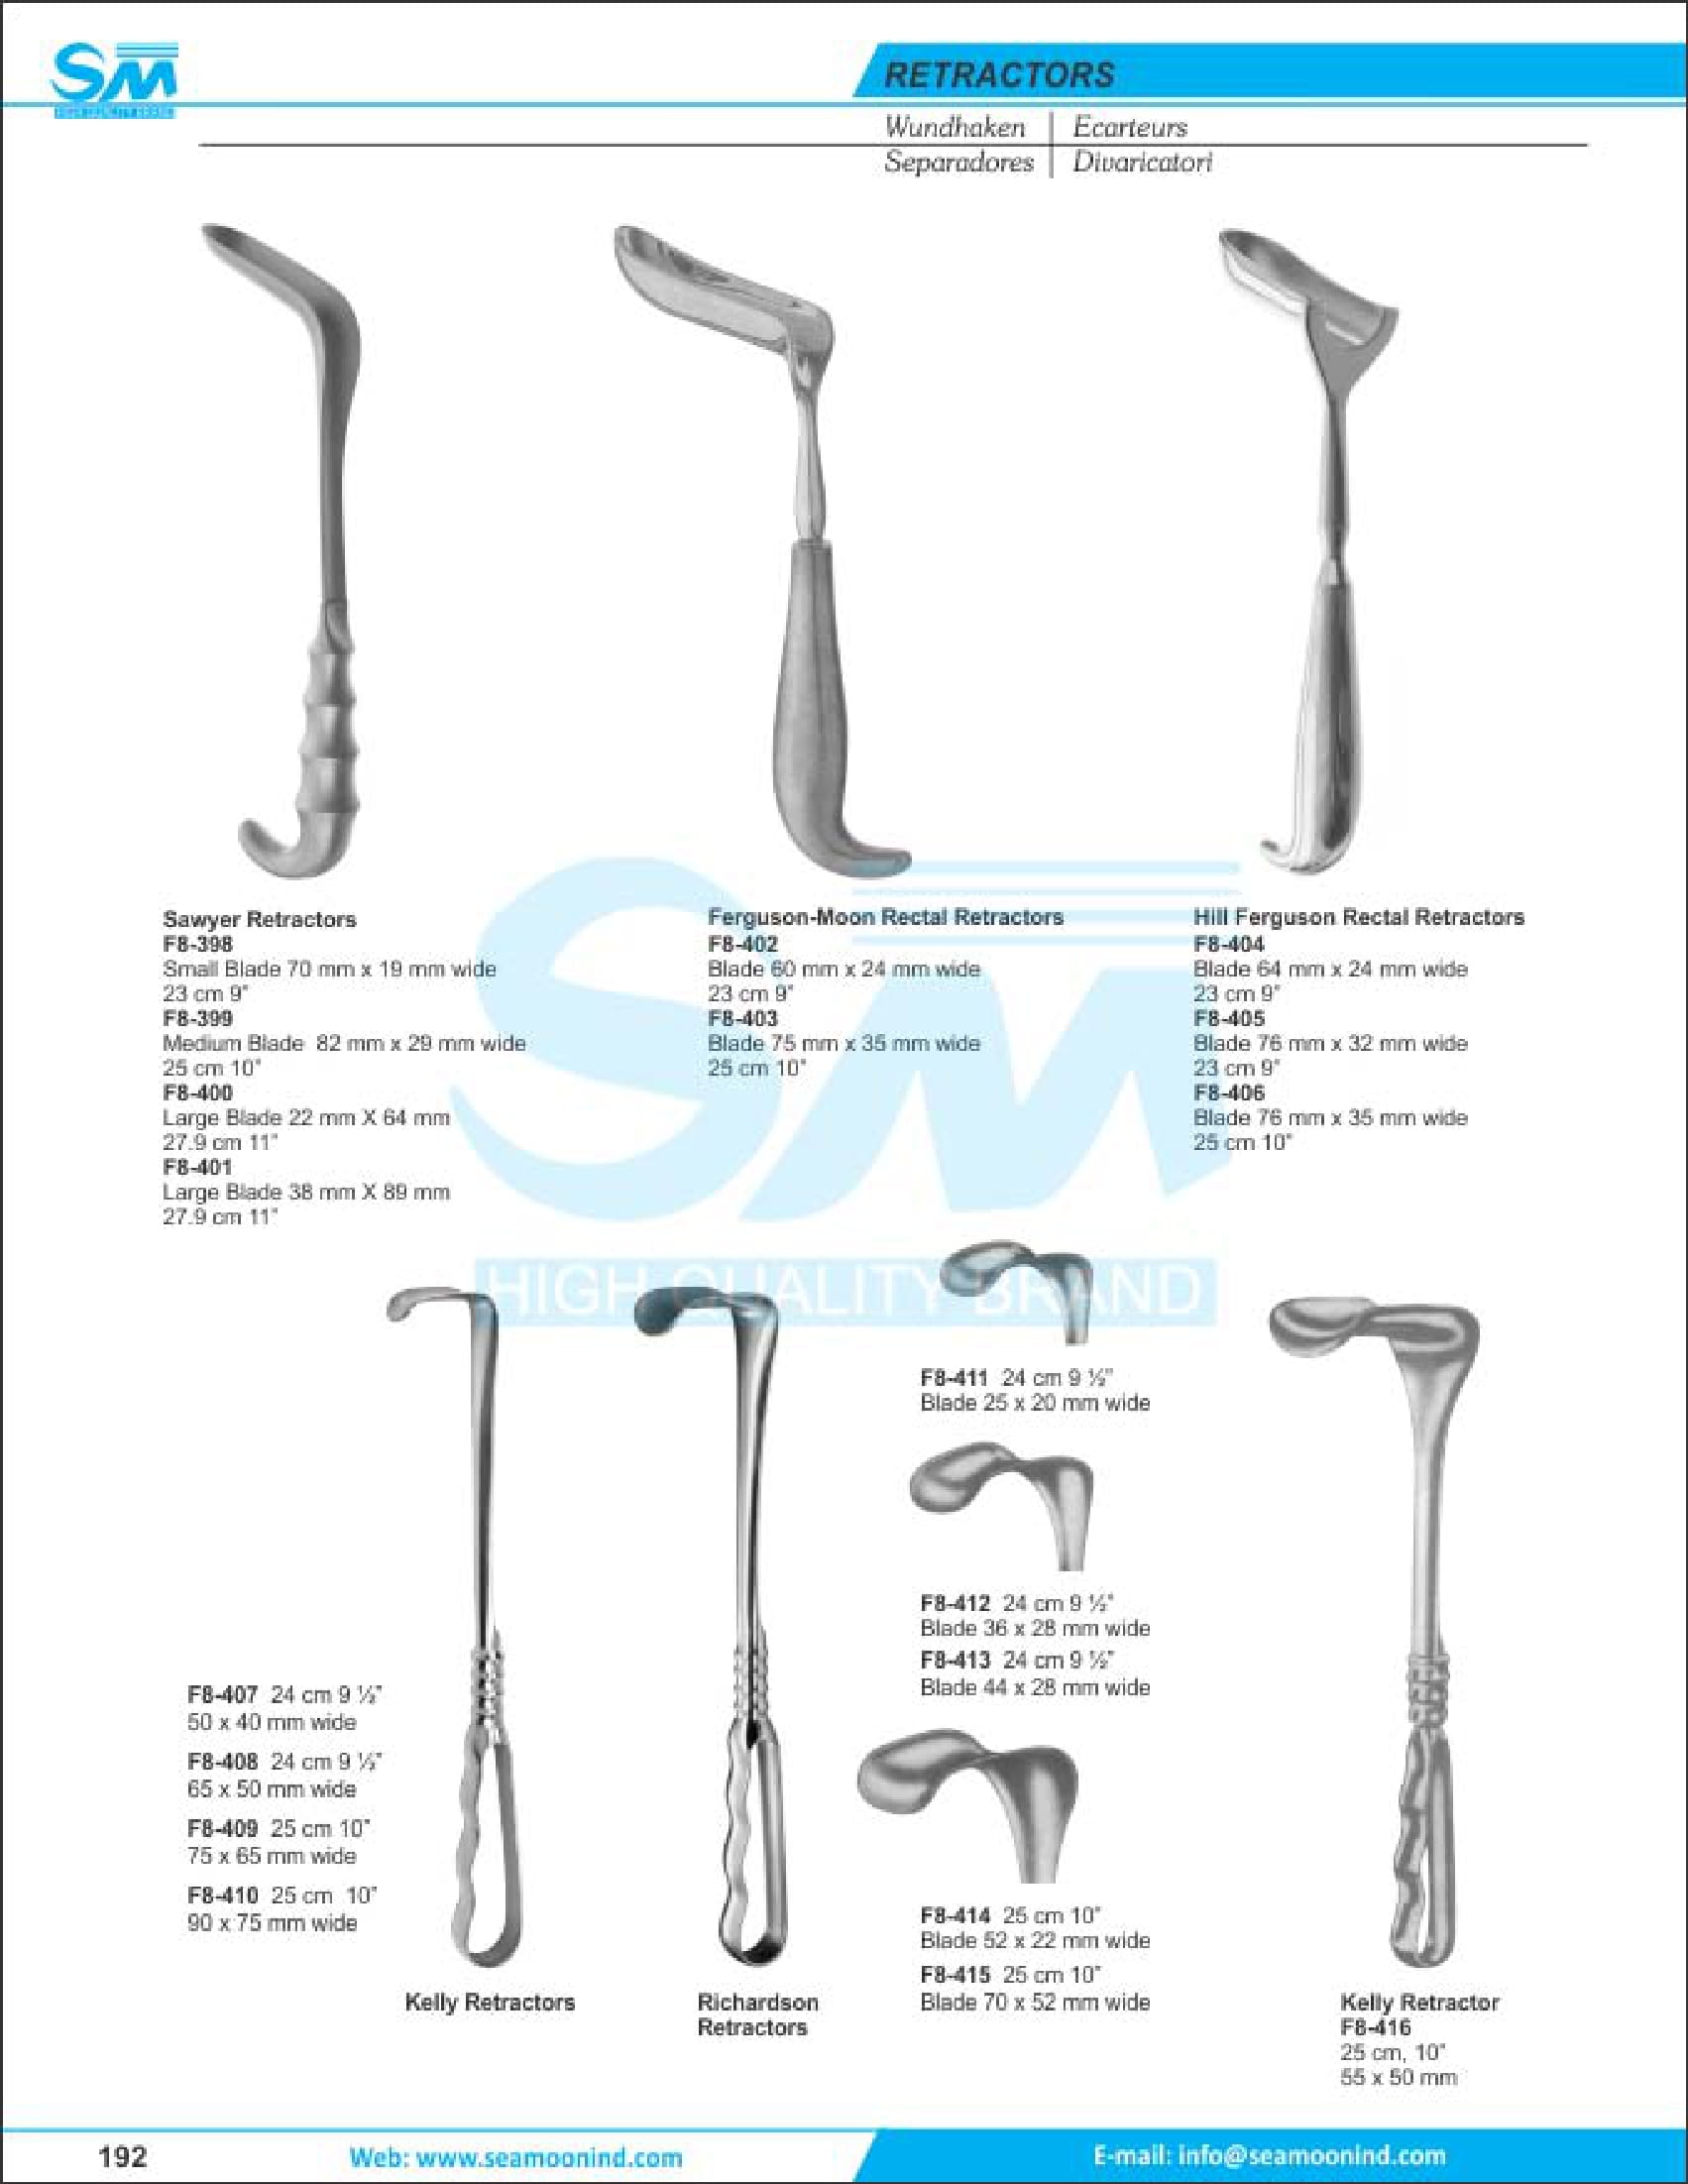 SM
RETRACTORS
Wundhaken
Ecarteurs
Separadores
Divaricatori
Sawyer Retractors
F8-398
Small Blade 70 mm x 19 mm wide
23 cm 9"
F8-399
Medium Blade 82 mm x 29 mm wide
25 cm 10"
F8-400
Large Blade 22 mm X 64 mm
27.9 cm 11"
F8-401
Large Blade 38 mm X 89 mm
27.9 cm 11"
Ferguson-Moon Rectal Retractors
F8-402
Blade 60 mm x 24 mm wide
23 cm 9"
F8-403
Blade 75 mm x 35 mm wide
25 cm 10"
Hill Ferguson Rectal Retractors
F8-404
Blade 64 mm x 24 mm wide
23 cm 9"
F8-405
Blade 76 mm x 32 mm wide
23 cm 9"
F8-406
Blade 76 mm x 35 mm wide
25 cm 10"
SM
HIGH QUALITY BRAND
F8-407 24 cm 9 ½"
50 x 40 mm wide
F8-408 24 cm 9 ½"
65 x 50 mm wide
F8-409 25 cm 10"
75 x 65 mm wide
F8-410 25 cm 10"
90 x 75 mm wide
Kelly Retractors
Richardson
Retractors
F8-411 24 cm 9 ½"
Blade 25 x 20 mm wide
F8-412 24 cm 9 ½"
Blade 36 x 28 mm wide
F8-413 24 cm 9 ½"
Blade 44 x 28 mm wide
F8-414 25 cm 10"
Blade 52 x 22 mm wide
F8-415 25 cm 10"
Blade 70 x 52 mm wide
Kelly Retractor
F8-416
25 cm, 10"
55 x 50 mm
192
Web: www.seamoonind.com
E-mail: info@seamoonind.com